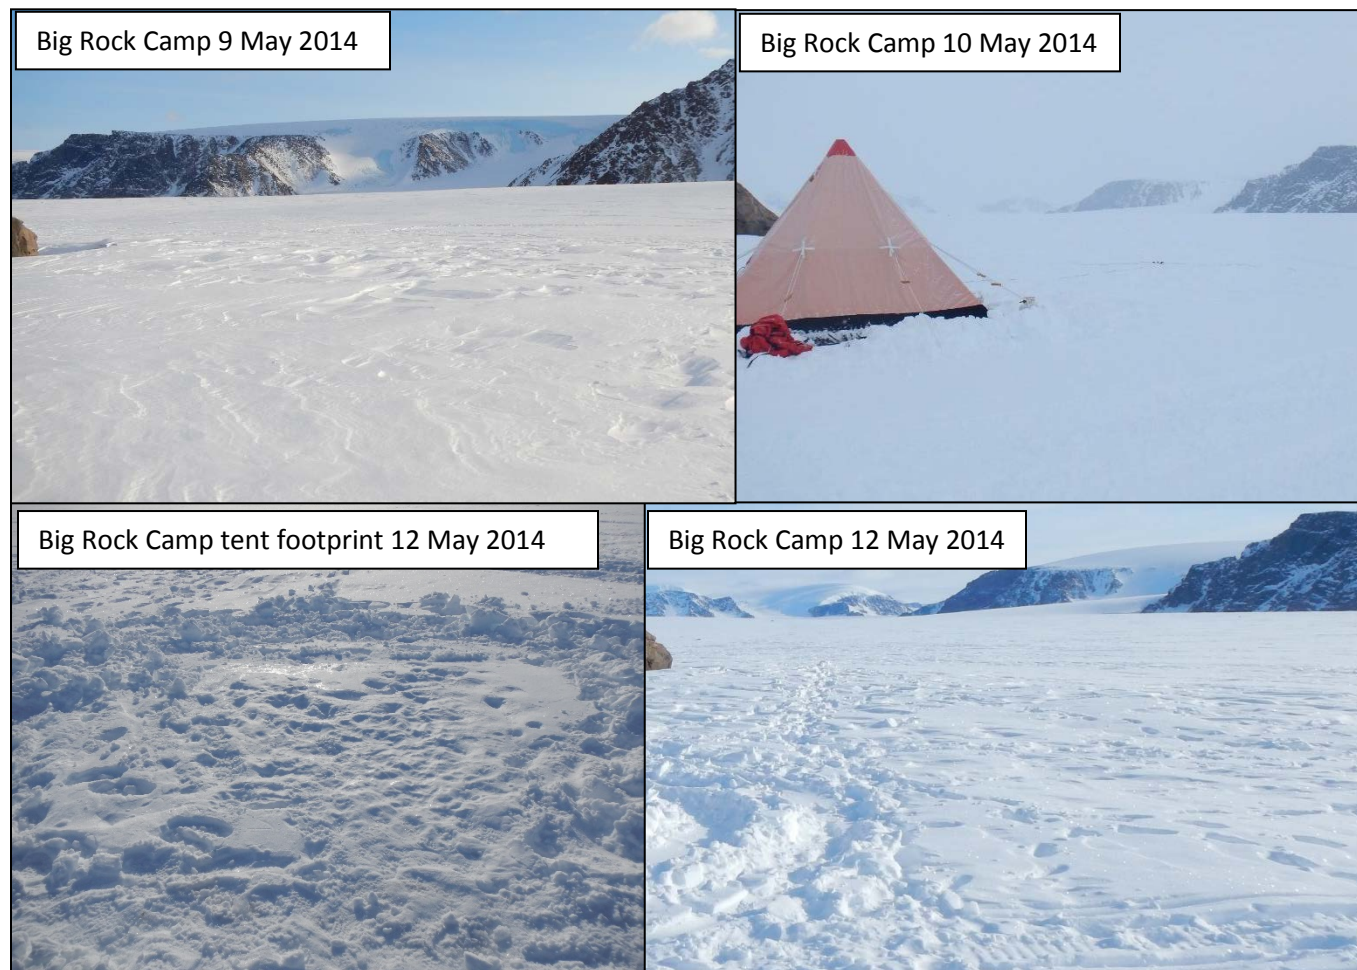 Big Rock Camp 9 May 2014
Big Rock Camp 10 May 2014
Big Rock Camp tent footprint 12 May 2014
Big Rock Camp 12 May 2014